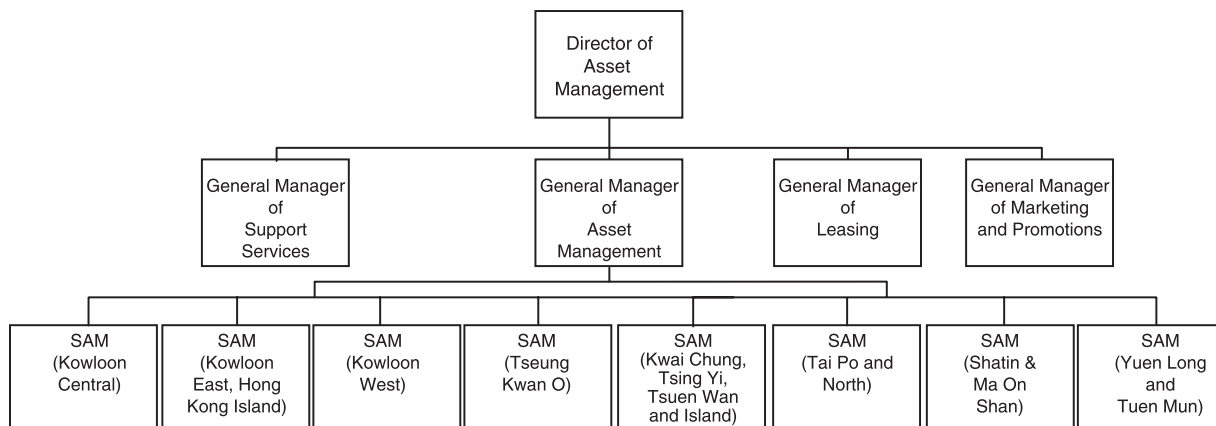 Director of
Asset
Management
General Manager
of
Support
Services
General Manager
of
Asset
Management
General Manager
of
Leasing
General Manager
of Marketing
and Promotions
SAM
(Kowloon
Central)
SAM
(Kowloon
East, Hong
Kong Island)
SAM
(Kowloon
West)
SAM
(Tseung
Kwan O)
SAM
(Kwai Chung,
Tsing Yi,
Tsuen Wan
and Island)
SAM
(Tai Po and
North)
SAM
(Shatin &
Ma On
Shan)
SAM
(Yuen Long
and
Tuen Mun)